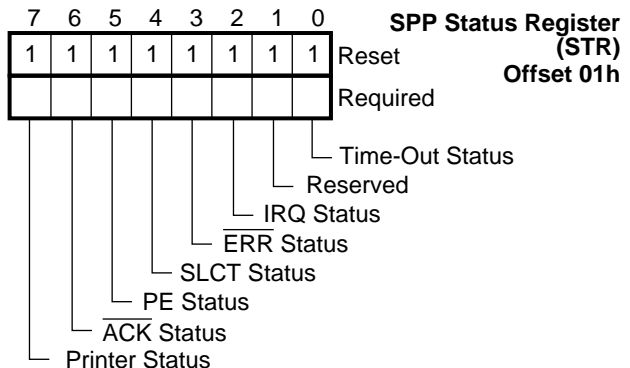 7 6 5 4 3 2 1 0
SPP Status Register
(STR)
Offset 01h
1 1 1 1 1 1 1 1 Reset
Required
Time-Out Status
Reserved
IRQ Status
ERR Status
SLCT Status
PE Status
ACK Status
Printer Status